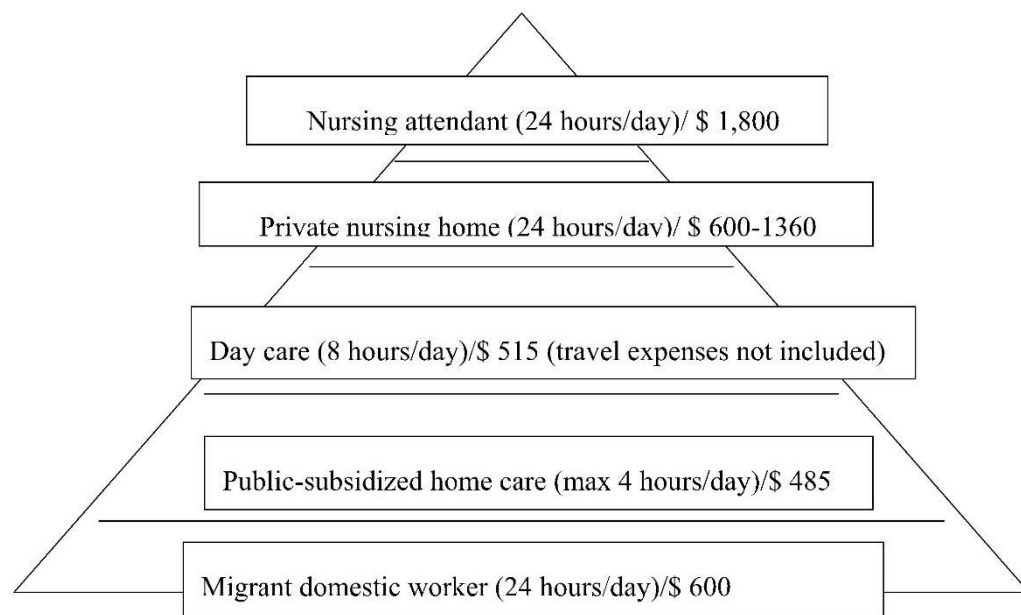 Nursing attendant (24 hours/day)/ $ 1,800
Private nursing home (24 hours/day)/ $ 600-1360
Day care (8 hours/day)/$ 515 (travel expenses not included)
Public-subsidized home care (max 4 hours/day)/$ 485
Migrant domestic worker (24 hours/day)/$ 600